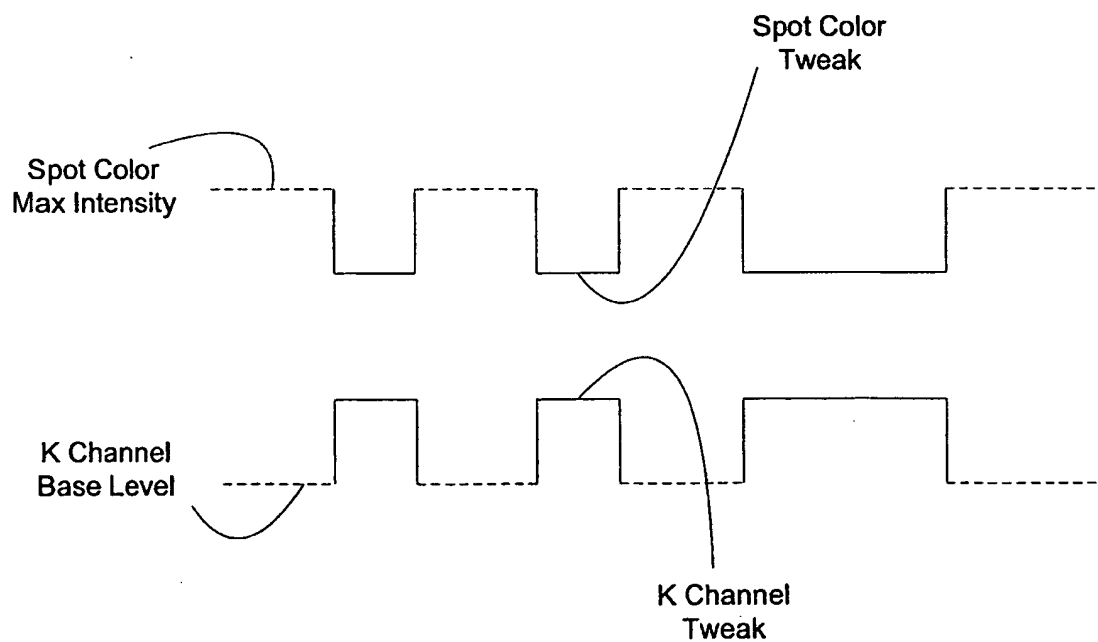 Spot Color
Tweak
Spot Color
Max Intensity
K Channel
Base Level
K Channel
Tweak